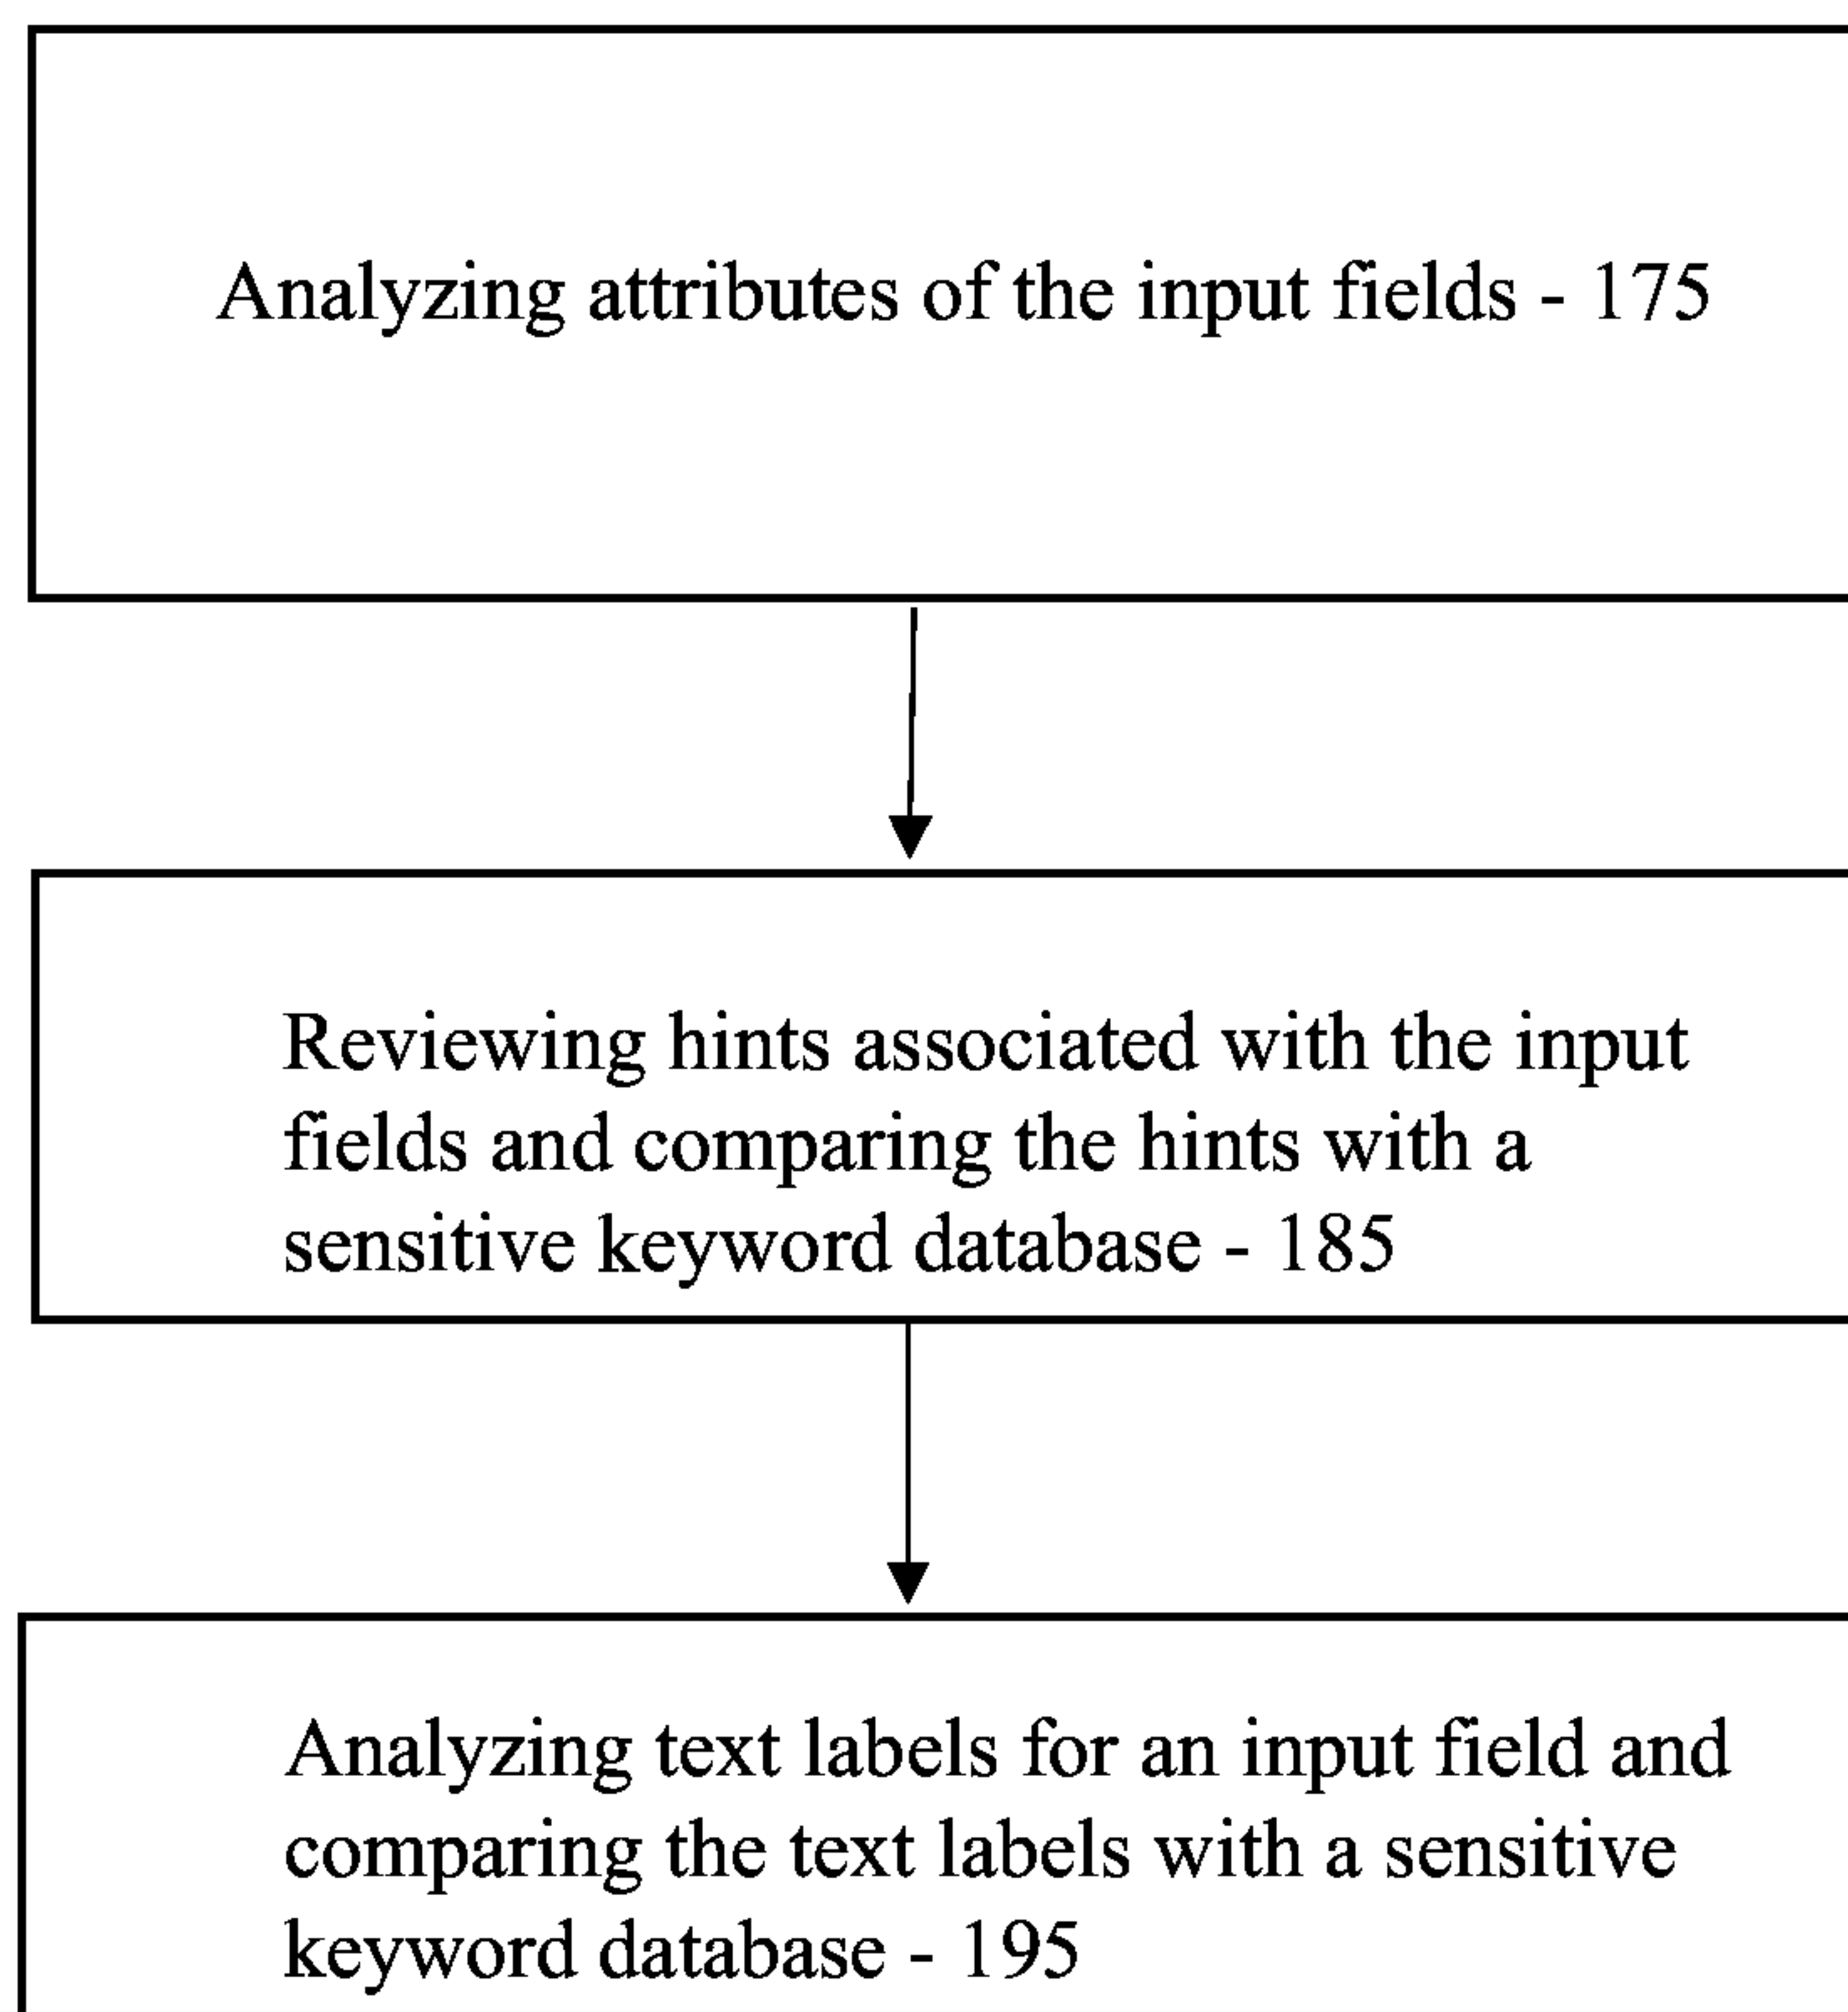 Analyzing attributes of the input fields - 175
Reviewing hints associated with the input
fields and comparing the hints with a
sensitive keyword database - 185
Analyzing text labels for an input field and
comparing the text labels with a sensitive
keyword database - 195